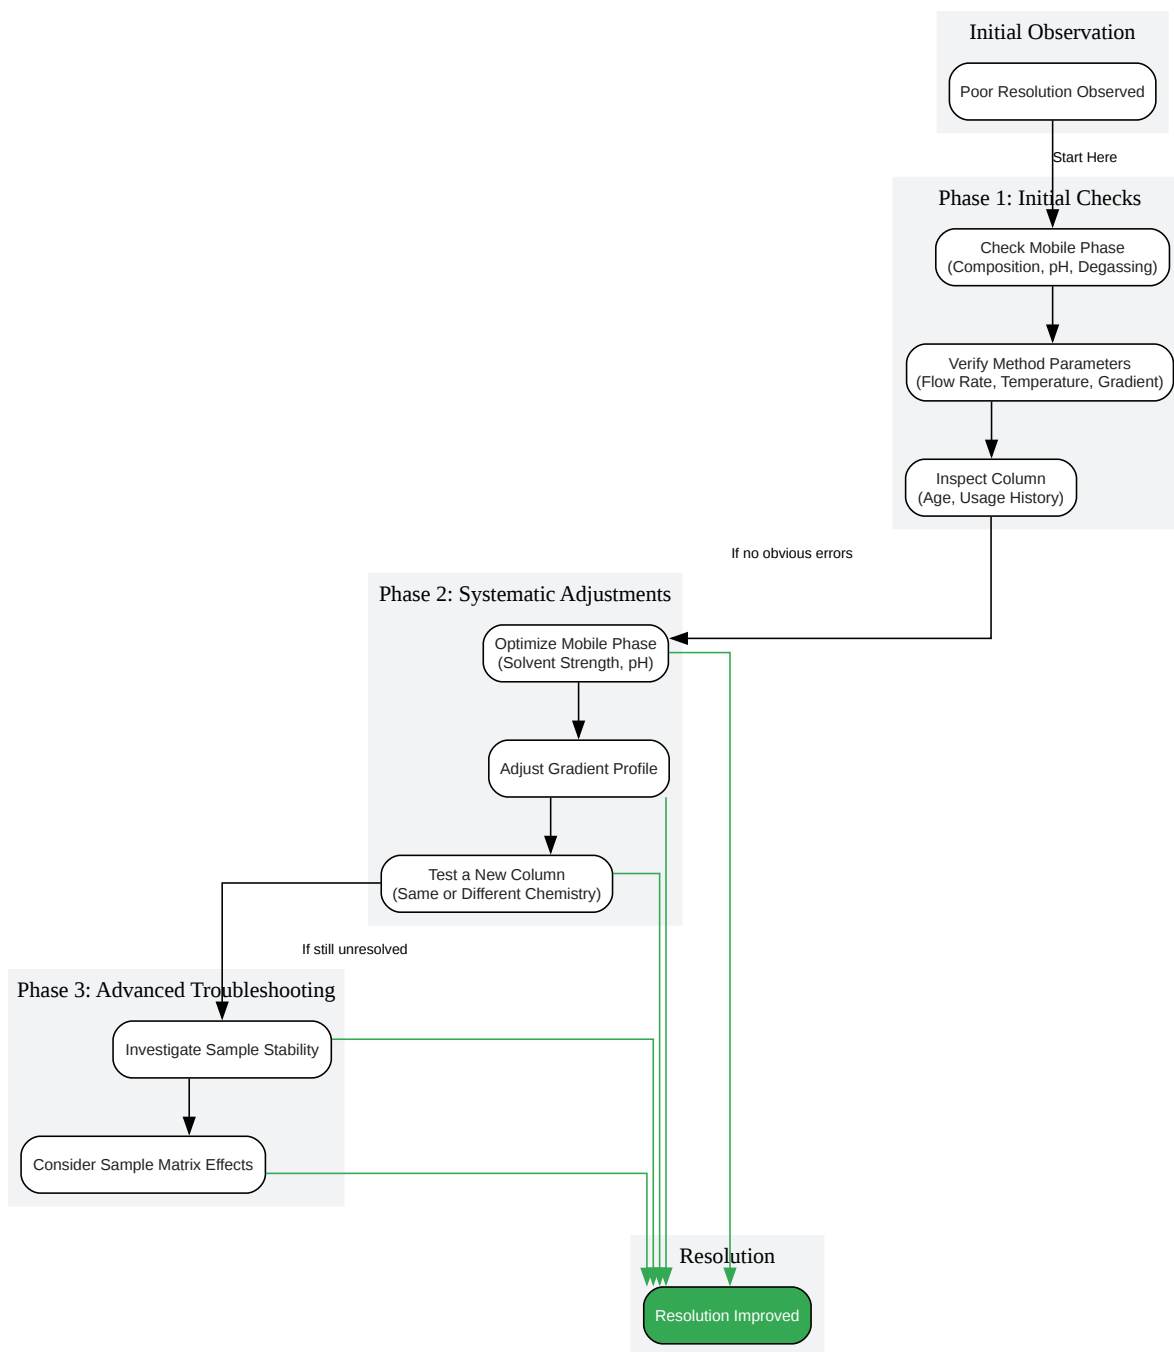 Initial Observation
Poor Resolution Observed
Start Here
Phase 1: Initial Checks
Check Mobile Phase
(Composition, pH, Degassing)
Verify Method Parameters
(Flow Rate, Temperature, Gradient)
Inspect Column
(Age, Usage History)
If no obvious errors
Phase 2: Systematic Adjustments
Optimize Mobile Phase
(Solvent Strength, pH)
Adjust Gradient Profile
Test a New Column
(Same or Different Chemistry)
If still unresolved
Phase 3: Advanced Troubleshooting
Investigate Sample Stability
Consider Sample Matrix Effects
Resolution
Resolution Improved